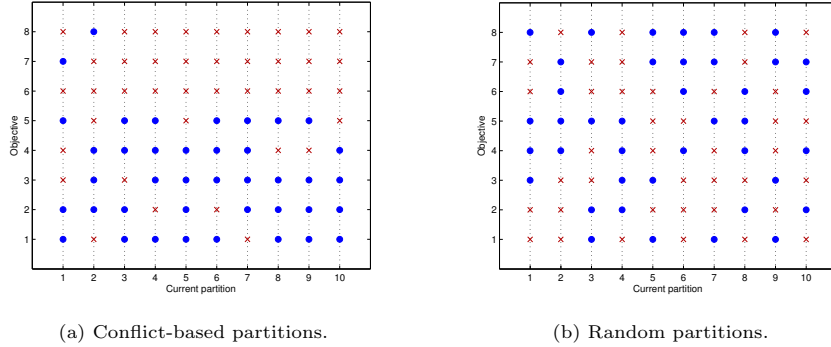 8
7
6
5
4
3
2
1
Objective
1 2 3 4 5 6 7 8 9 10
Current partition
(a) Conflict-based partitions.
8
7
6
5
4
3
2
1
Objective
1 2 3 4 5 6 7 8 9 10
Current partition
(b) Random partitions.